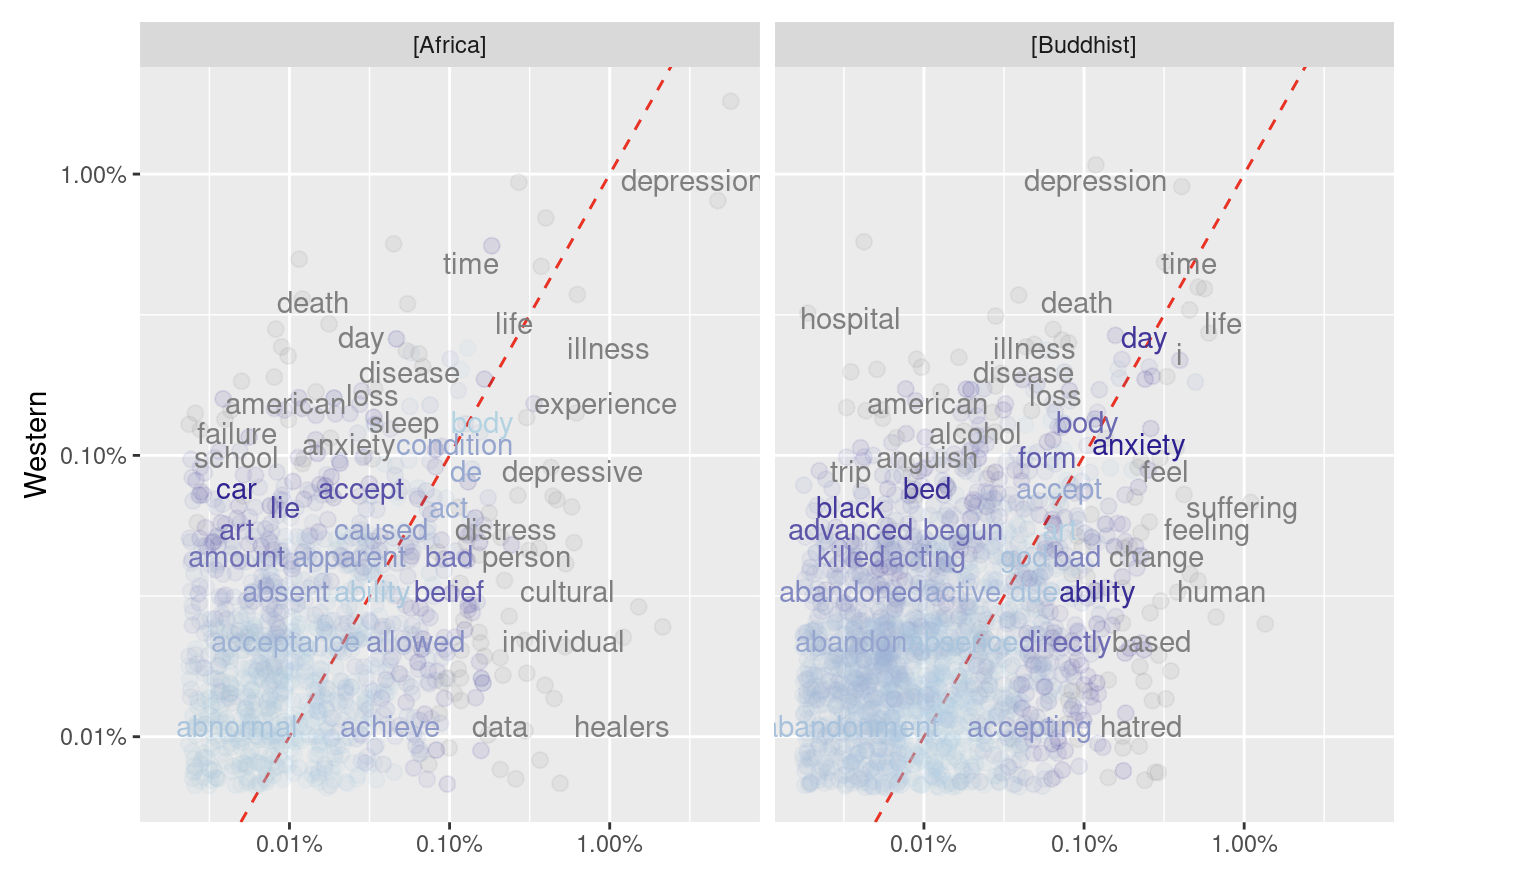 [Africa] [Buddhist]
1.00%
depression depression
time time
death death
hospital
life life
day day
illness illness i
disease disease
american loss american loss
experience
sleep body body
failure alcohol
anxiety condition anxiety
school anguish form
de depressive trip feel
car accept bed accept
lie act black suffering
art caused distress advanced begun art feeling
amount apparent bad person killed acting god bad change
absent ability belief cultural abandoned active due ability human
acceptance allowed individual abandon absence directly based
abnormal achieve data healers abandonment accepting hatred
0.10%
0.01%
Western
0.01% 0.10% 1.00% 0.01% 0.10% 1.00%